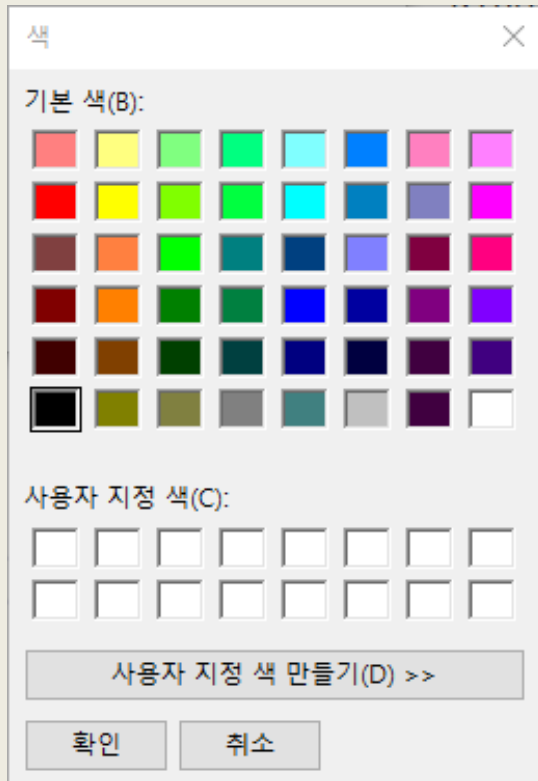 색
기본 색(B):
사용자 지정 색(C):
사용자 지정 색 만들기(D) >>
확인
취소